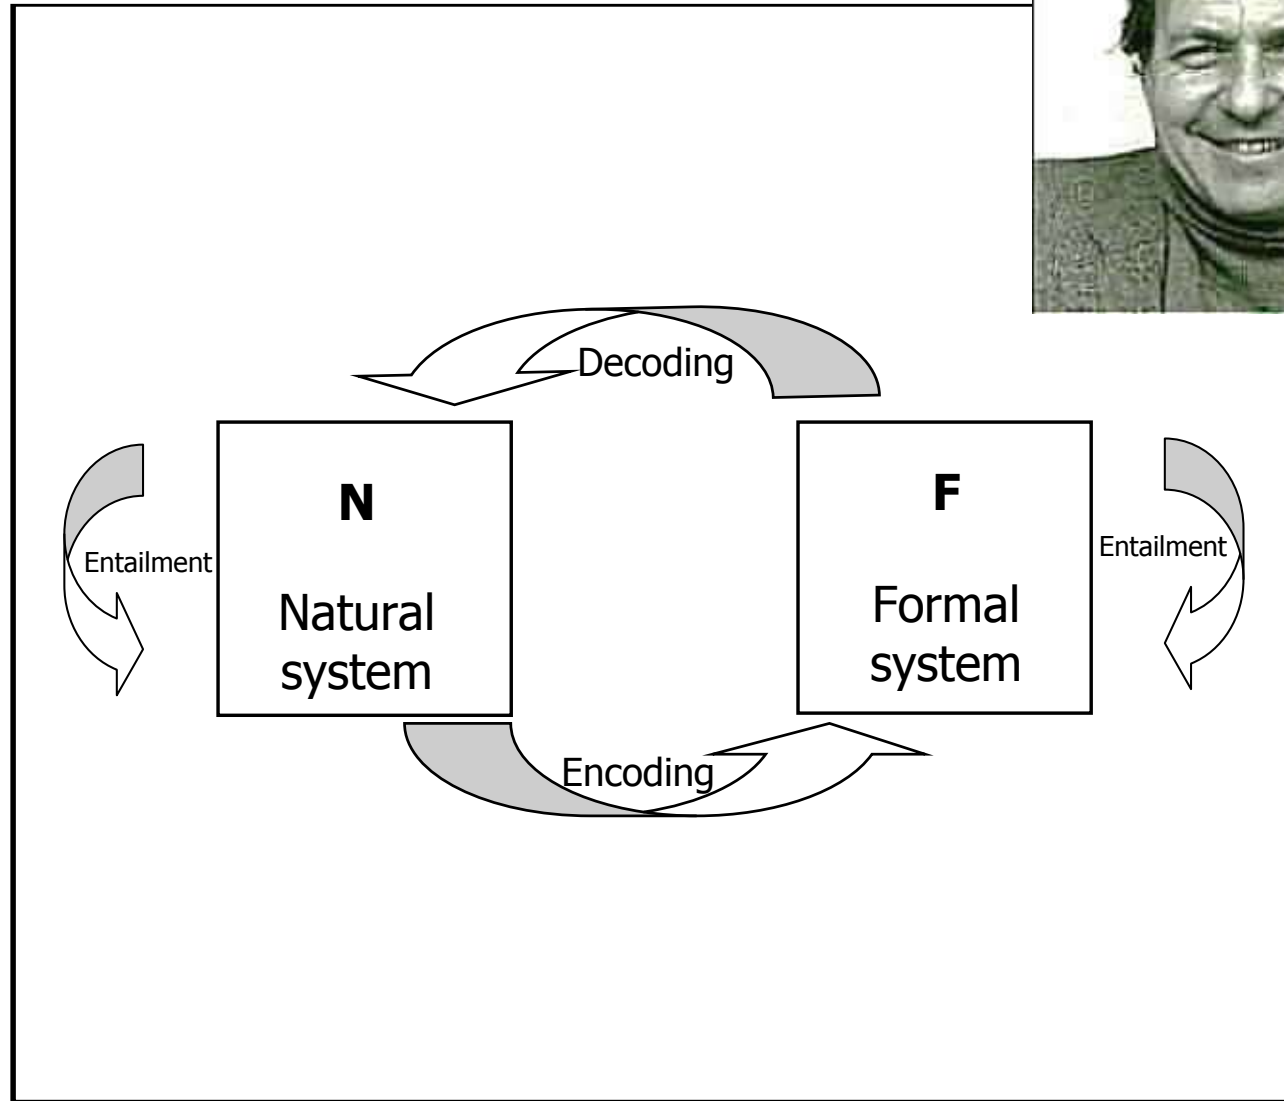 Decoding
N
Natural
system
Entailment
F
Formal
system
Entailment
Encoding